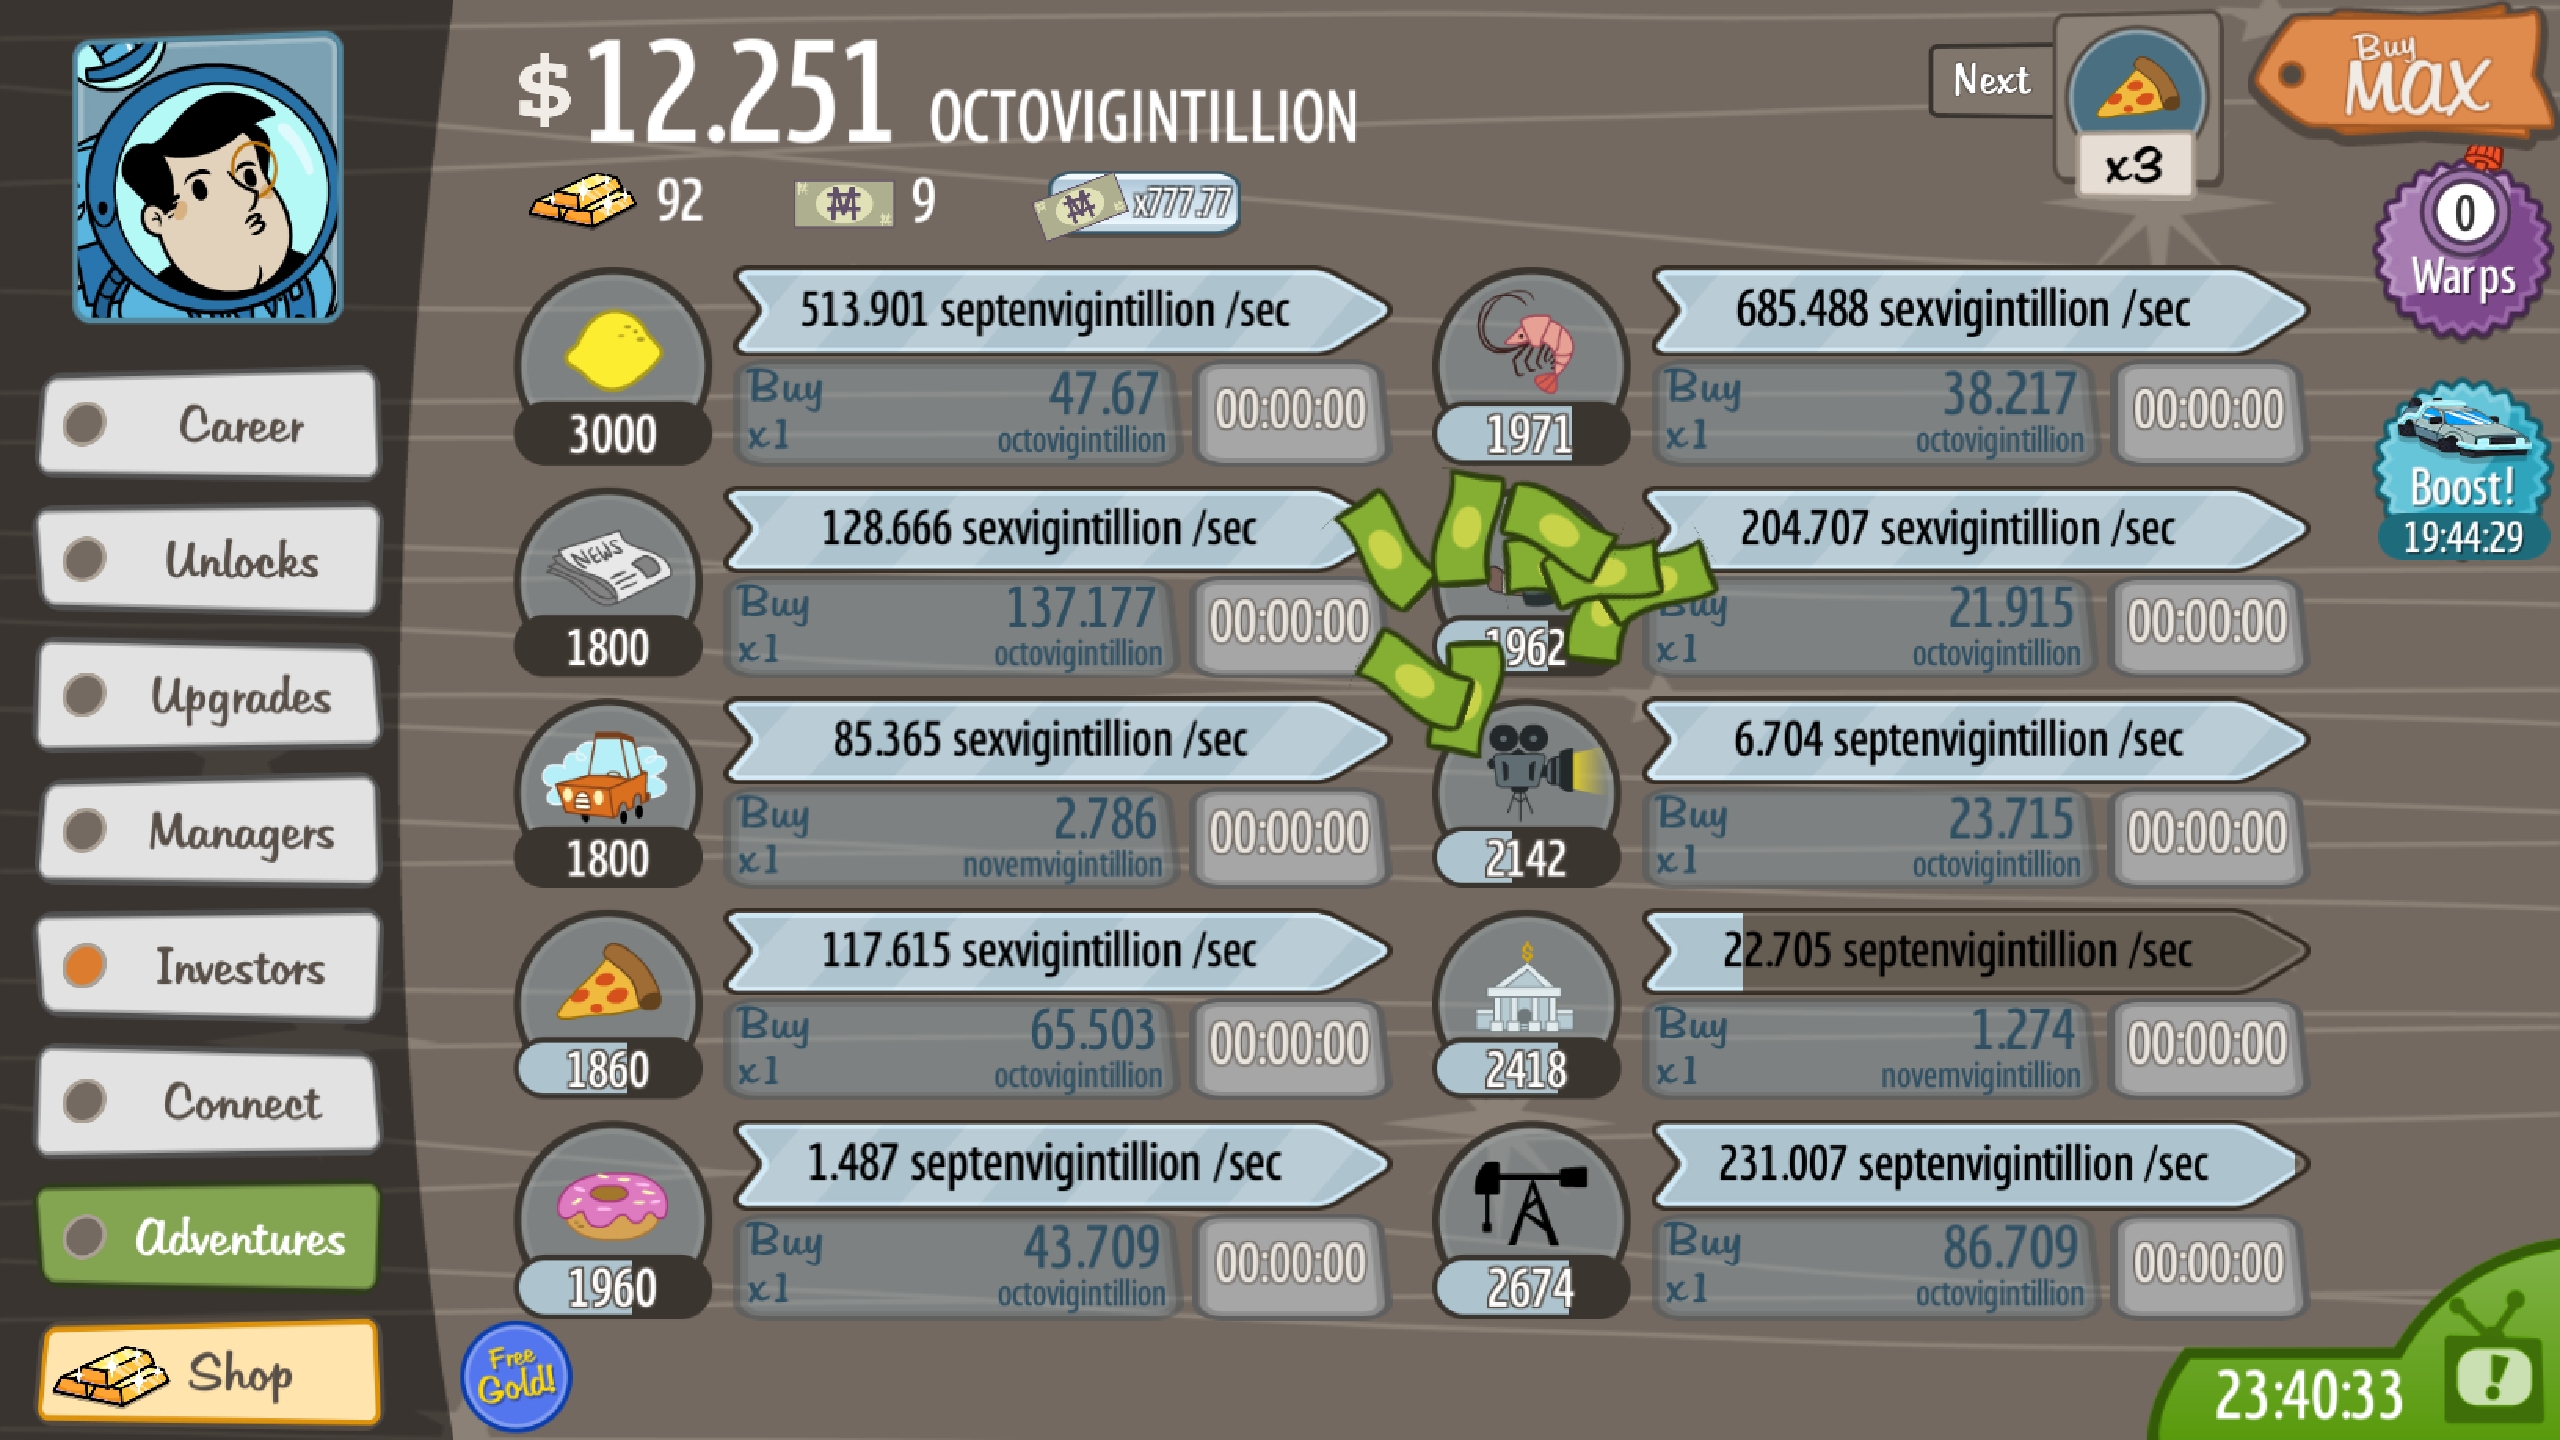 $12.251 OCTOVIGINTILLION
Next
x3
Buy
MAX
92
9
x777.77
0
Warps
Boost!
19:44:29
Career
Unlocks
Upgrades
Managers
Investors
Connect
Adventures
Shop
Free
Gold!
513.901 septenvigintillion /sec
3000
Buy
x1
47.67
octovigintillion
00:00:00
685.488 sexvigintillion /sec
1971
Buy
x1
38.217
octovigintillion
00:00:00
NEWS
128.666 sexvigintillion /sec
1800
Buy
x1
137.177
octovigintillion
00:00:00
204.707 sexvigintillion /sec
1962
Buy
x1
21.915
octovigintillion
00:00:00
85.365 sexvigintillion /sec
1800
Buy
x1
2.786
novemvigintillion
00:00:00
6.704 septenvigintillion /sec
2142
Buy
x1
23.715
octovigintillion
00:00:00
117.615 sexvigintillion /sec
1860
Buy
x1
65.503
octovigintillion
00:00:00
22.705 septenvigintillion /sec
2418
Buy
x1
1.274
novemvigintillion
00:00:00
1.487 septenvigintillion /sec
1960
Buy
x1
43.709
octovigintillion
00:00:00
231.007 septenvigintillion /sec
2674
Buy
x1
86.709
octovigintillion
00:00:00
23:40:33
!